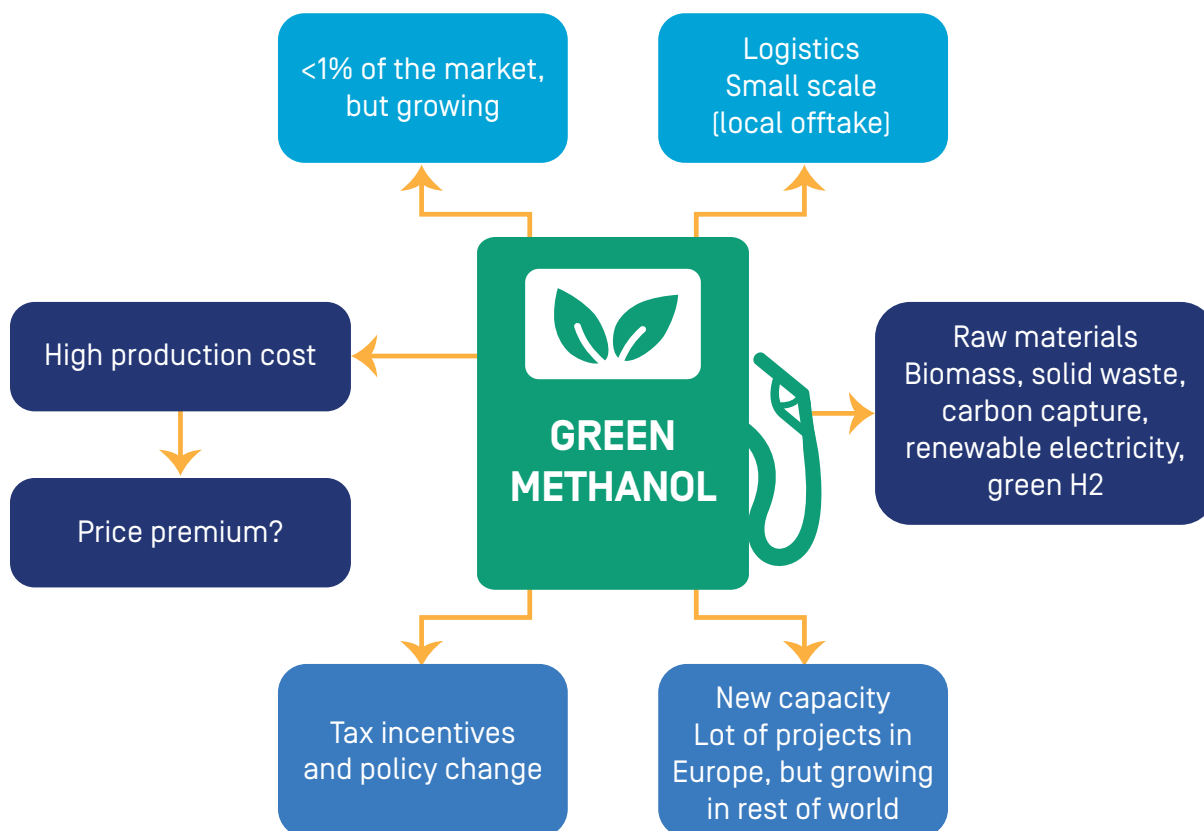 <1% of the market,
but growing
Logistics
Small scale
(local offtake)
High production cost
Price premium?
GREEN
METHANOL
Raw materials
Biomass, solid waste,
carbon capture,
renewable electricity,
green H2
Tax incentives
and policy change
New capacity
Lot of projects in
Europe, but growing
in rest of world